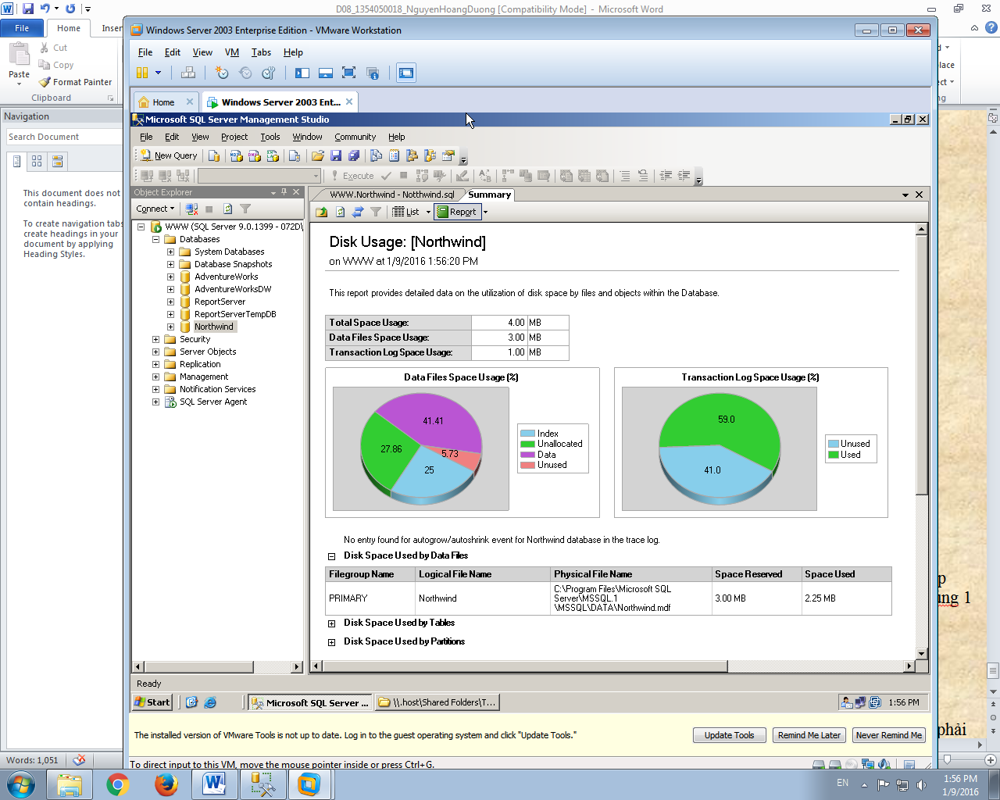 D08_1354050018_NguyenHoangDuong [Compatibility Mode] - Microsoft Word
File
Home
Inser
Cut
Copy
Format Painter
Paste
Clipboard
Navigation
Search Document
This document does not
contain headings.
To create navigation tabs,
create headings in your
document by applying
Heading Styles.
Words: 1,051
Windows Server 2003 Enterprise Edition - VMware Workstation
File Edit View VM Tabs Help
Home
Windows Server 2003 Ent...
Microsoft SQL Server Management Studio
File Edit View Project Tools Window Community Help
New Query
Execute
Object Explorer
Connect
WWW (SQL Server 9.0.1399 - 072D\
Databases
System Databases
Database Snapshots
AdventureWorks
AdventureWorksDW
ReportServer
ReportServerTempDB
Northwind
Security
Server Objects
Replication
Management
Notification Services
SQL Server Agent
WWW.Northwind - Notthwind.sql
Summary
List
Report
Disk Usage: [Northwind]
on WWW at 1/9/2016 1:56:20 PM
This report provides detailed data on the utilization of disk space by files and objects within the Database.
Total Space Usage: 4.00 MB
Data Files Space Usage: 3.00 MB
Transaction Log Space Usage: 1.00 MB
Data Files Space Usage (%)
41.41
27.86
5.73
25
Index
Unallocated
Data
Unused
Transaction Log Space Usage (%)
59.0
41.0
Unused
Used
No entry found for autogrow/autoshrink event for Northwind database in the trace log.
Disk Space Used by Data Files
Filegroup Name Logical File Name Physical File Name Space Reserved Space Used
PRIMARY Northwind C:\Program Files\Microsoft SQL Server\MSSQL.1 \MSSQL\DATA\Northwind.mdf 3.00 MB 2.25 MB
Disk Space Used by Tables
Disk Space Used by Partitions
Ready
Start
Microsoft SQL Server ...
\\.host\Shared Folders\T...
1:56 PM
The installed version of VMware Tools is not up to date. Log in to the guest operating system and click "Update Tools."
Update Tools
Remind Me Later
Never Remind Me
To direct input to this VM, move the mouse pointer inside or press Ctrl+G.
phải
EN
1:56 PM
1/9/2016